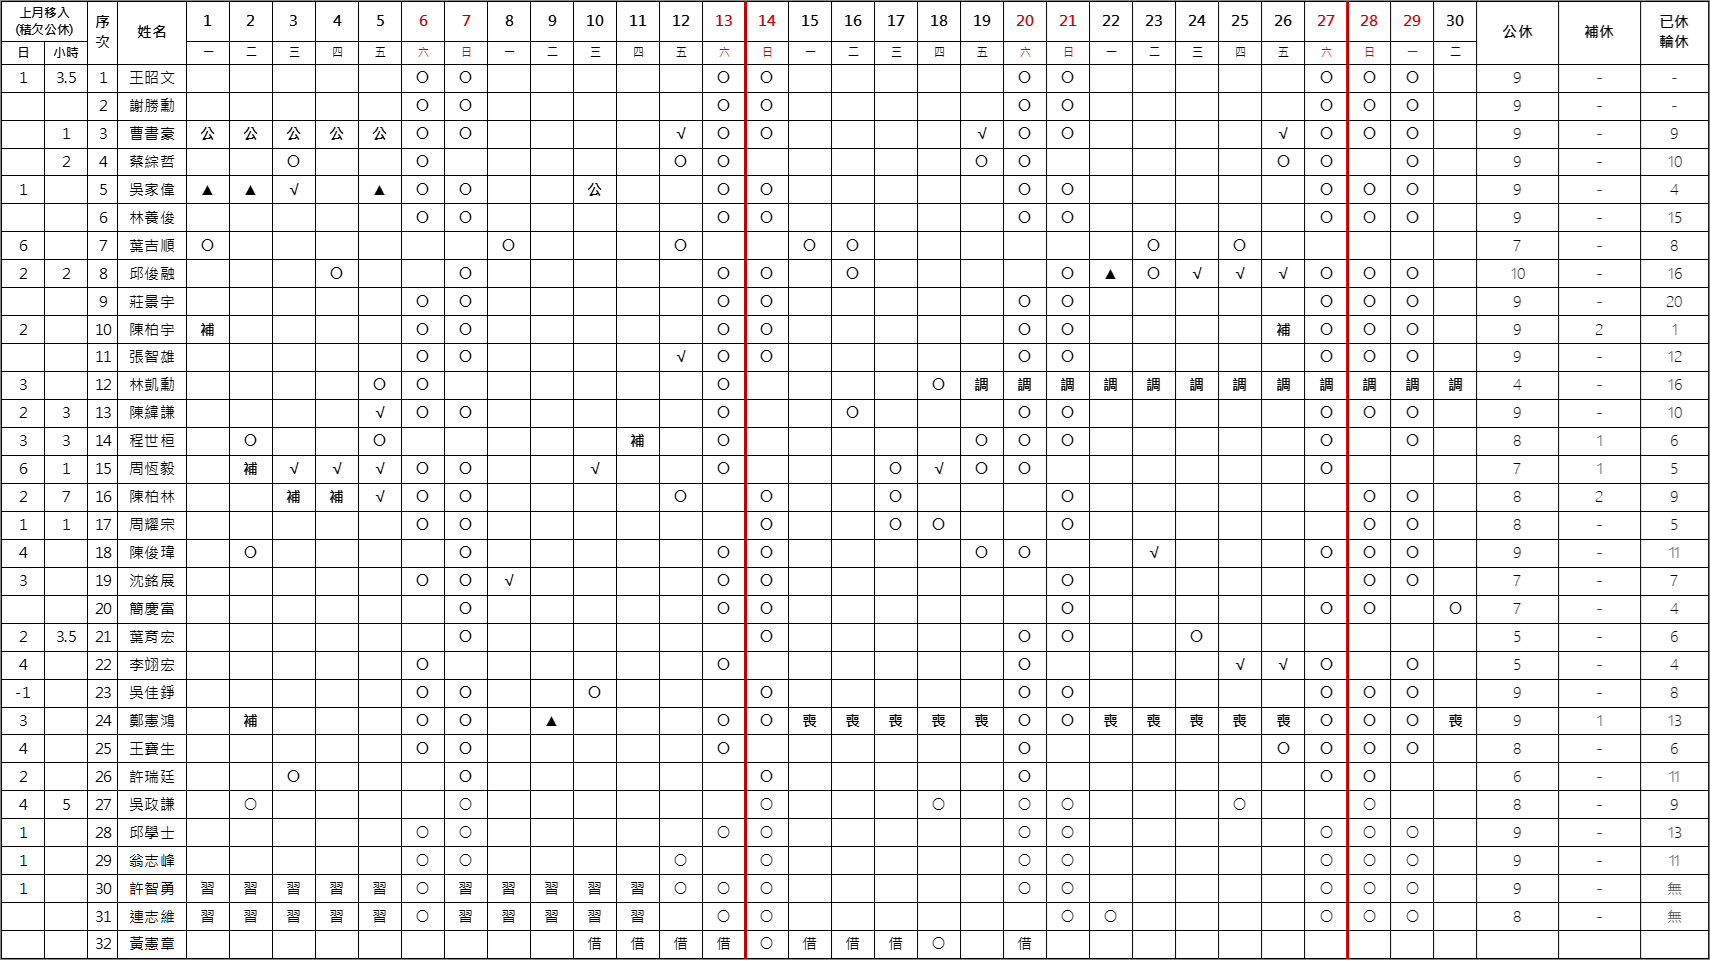 上月移入 (積欠公休) 序次 姓名 1 2 3 4 5 6 7 8 9 10 11 12 13 14 15 16 17 18 19 20 21 22 23 24 25 26 27 28 29 30 公休 補休 已休輪休
日 小時 一 二 三 四 五 六 日 一 二 三 四 五 六 日 一 二 三 四 五 六 日 一 二 三 四 五 六 日 一 二
1 3.5 1 王昭文 O O O O O O O O O 9 - -
2 謝勝勳 O O O O O O O O O 9 - -
1 3 曹書豪 公 公 公 公 公 O O √ O O √ O O √ O O O 9 - 9
2 4 蔡綜哲 O O O O O O O O O 9 - 10
1 5 吳家偉 ▲ ▲ √ ▲ O O 公 O O O O O O O 9 - 4
6 林養俊 O O O O O O O O O 9 - 15
6 7 葉吉順 O O O O O O O 7 - 8
2 2 8 邱俊融 O O O O O O ▲ O √ √ √ O O O 10 - 16
9 莊景宇 O O O O O O O O O 9 - 20
2 10 陳柏宇 補 O O O O O O 補 O O O 9 2 1
11 張智雄 O O √ O O O O O O O 9 - 12
3 12 林凱勳 O O O O 調 調 調 調 調 調 調 調 調 調 調 調 4 - 16
2 3 13 陳緯謙 √ O O O O O O O O O 9 - 10
3 3 14 程世桓 O O 補 O O O O O O 8 1 6
6 1 15 周恆毅 補 √ √ √ O O √ O O √ O O O 7 1 5
2 7 16 陳柏林 補 補 √ O O O O O O O O 8 2 9
1 1 17 周耀宗 O O O O O O O O 8 - 5
4 18 陳俊瑋 O O O O O O √ O O O 9 - 11
3 19 沈銘展 O O √ O O O O O 7 - 7
20 簡慶富 O O O O O O O 7 - 4
2 3.5 21 葉育宏 O O O O O 5 - 6
4 22 李翊宏 O O O √ √ O O 5 - 4
-1 23 吳佳錚 O O O O O O O O O 9 - 8
3 24 鄭憲鴻 補 O O ▲ O O 喪 喪 喪 喪 喪 O O 喪 喪 喪 喪 喪 O O O 喪 9 1 13
4 25 王寶生 O O O O O O O O 8 - 6
2 26 許瑞廷 O O O O O O 6 - 11
4 5 27 吳政謙 O O O O O O O O 8 - 9
1 28 邱學士 O O O O O O O O O 9 - 13
1 29 翁志峰 O O O O O O O O O 9 - 11
1 30 許智勇 習 習 習 習 習 O 習 習 習 習 習 O O O O O O O O 9 - 無
31 連志維 習 習 習 習 習 O 習 習 習 習 習 O O O O O O O 8 - 無
32 黃憲章 借 借 借 借 O 借 借 借 O 借